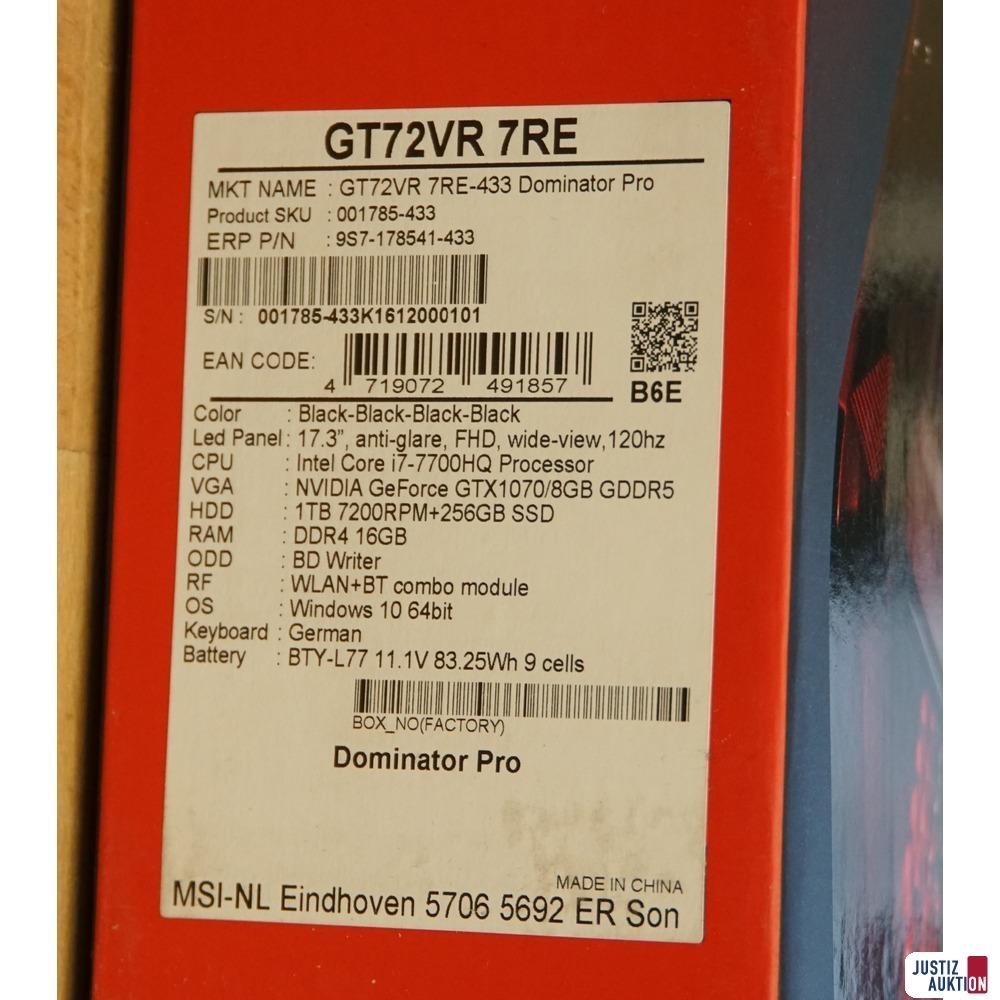 GT72VR 7RE
MKT NAME : GT72VR 7RE-433 Dominator Pro
Product SKU : 001785-433
ERP P/N : 9S7-178541-433
S/N : 001785-433K1612000101
EAN CODE:
4 719072 491857
B6E
Color : Black-Black-Black-Black
Led Panel : 17.3", anti-glare, FHD, wide-view,120hz
CPU : Intel Core i7-7700HQ Processor
VGA : NVIDIA GeForce GTX1070/8GB GDDR5
HDD : 1TB 7200RPM+256GB SSD
RAM : DDR4 16GB
ODD : BD Writer
RF : WLAN+BT combo module
OS : Windows 10 64bit
Keyboard : German
Battery : BTY-L77 11.1V 83.25Wh 9 cells
BOX_NO(FACTORY)
Dominator Pro
MADE IN CHINA
MSI-NL Eindhoven 5706 5692 ER Son
JUSTIZ
AUKTION